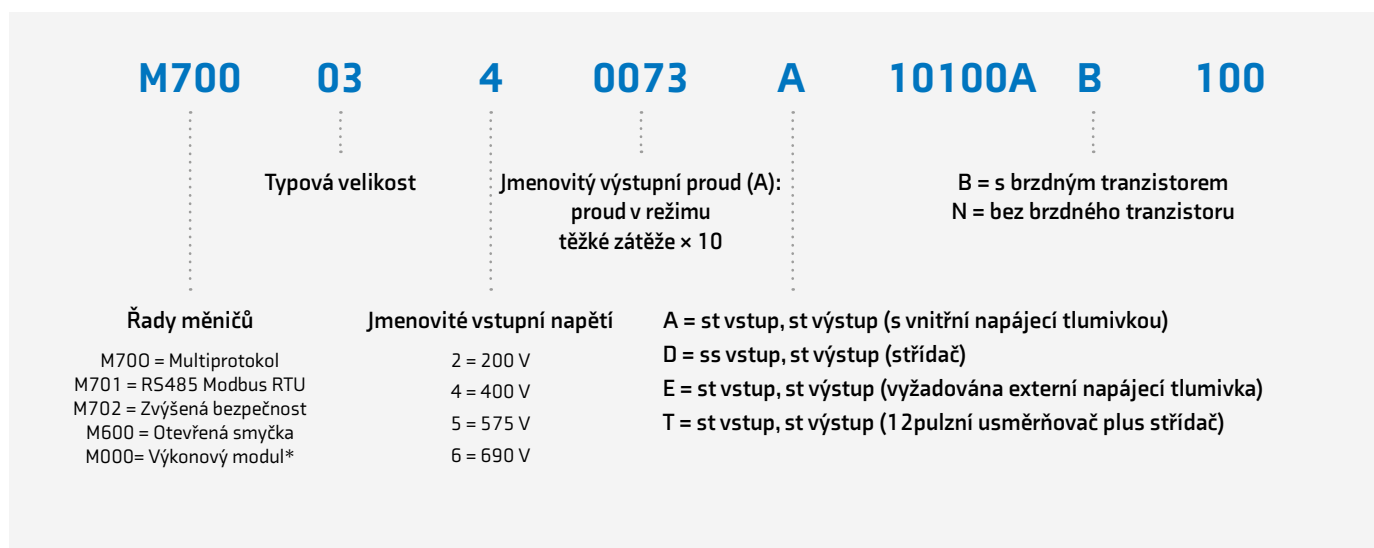 M700 03 4 0073 A 10100A B 100
Typová velikost
Jmenovitý výstupní proud (A):
proud v režimu
těžké zátěže × 10
B = s brzdným tranzistorem
N = bez brzdného tranzistoru
Řady měničů
M700 = Multiprotokol
M701 = RS485 Modbus RTU
M702 = Zvýšená bezpečnost
M600 = Otevřená smyčka
M000= Výkonový modul*
Jmenovité vstupní napětí
2 = 200 V
4 = 400 V
5 = 575 V
6 = 690 V
A = st vstup, st výstup (s vnitřní napájecí tlumivkou)
D = ss vstup, st výstup (střídač)
E = st vstup, st výstup (vyžadována externí napájecí tlumivka)
T = st vstup, st výstup (12pulzní usměrňovač plus střídač)